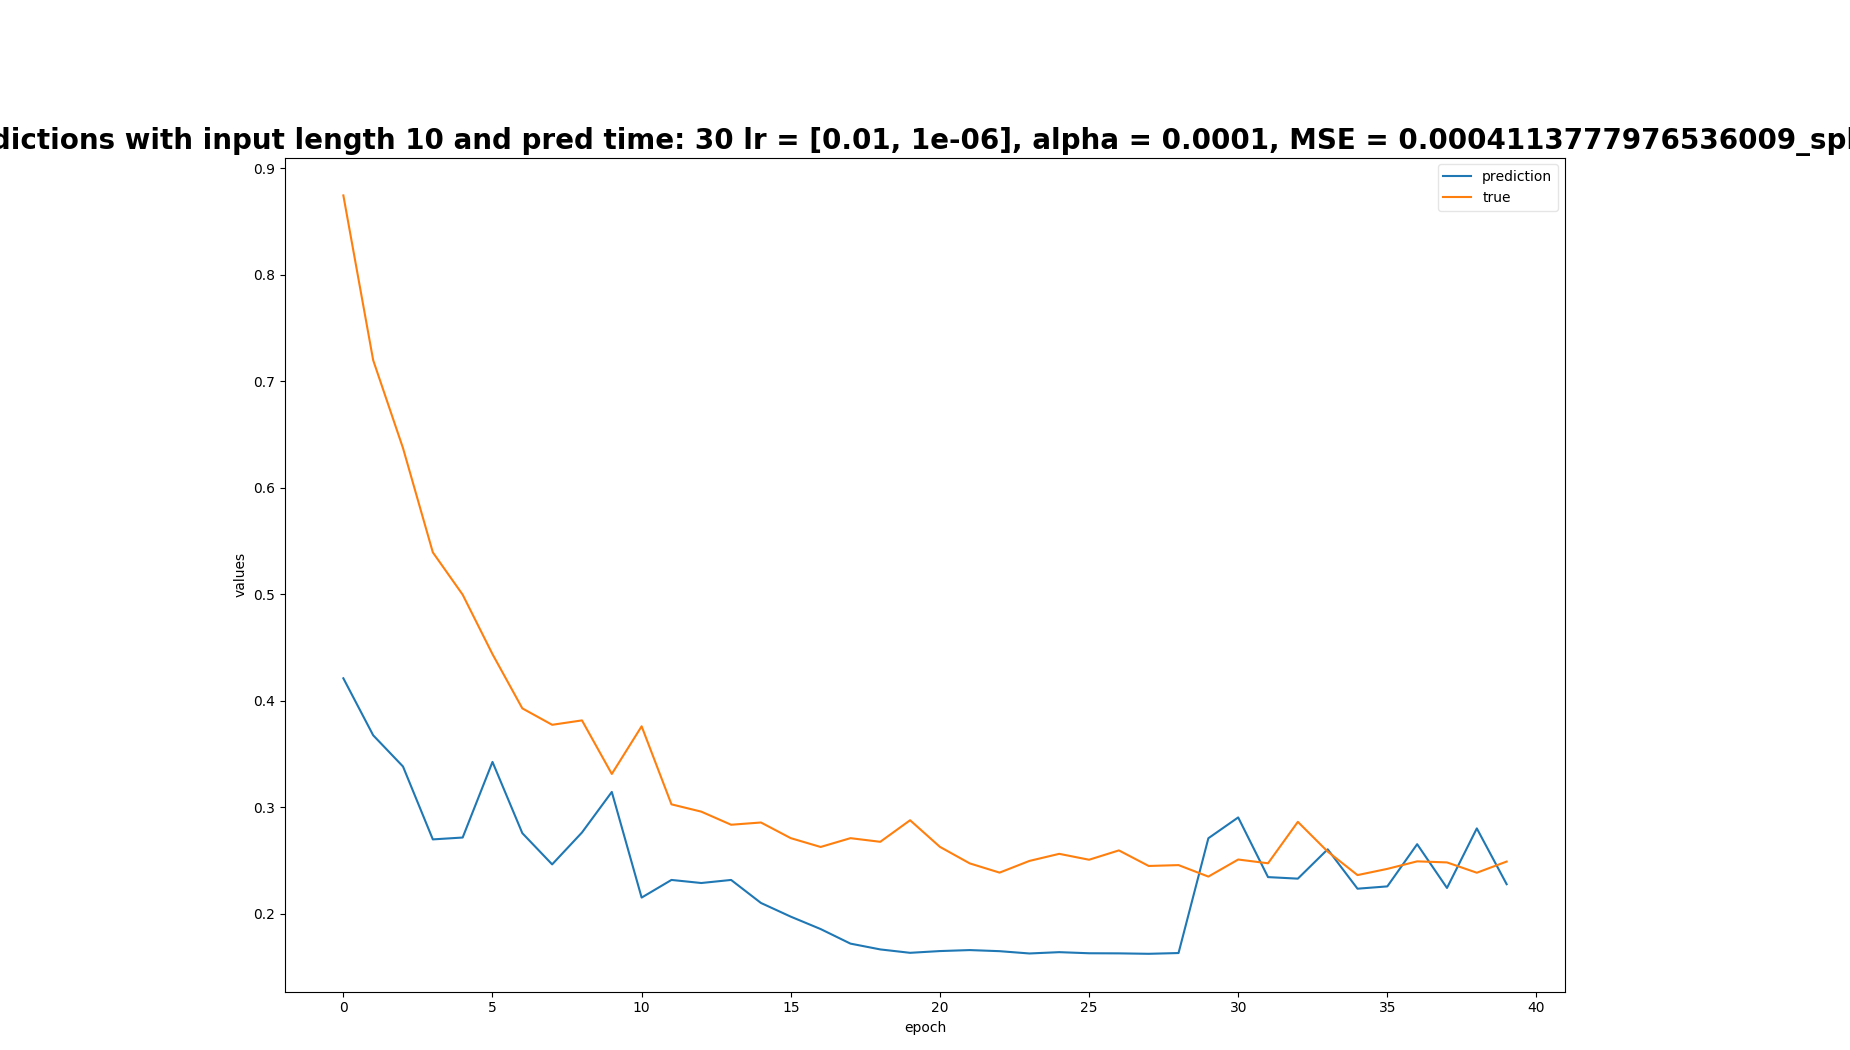 dictions with input length 10 and pred time: 30 lr = [0.01, 1e-06], alpha = 0.0001, MSE = 0.0004113777976536009_spl
prediction
true
0.9
0.8
0.7
0.6
0.5
0.4
0.3
0.2
values
0 5 10 15 20 25 30 35 40
epoch